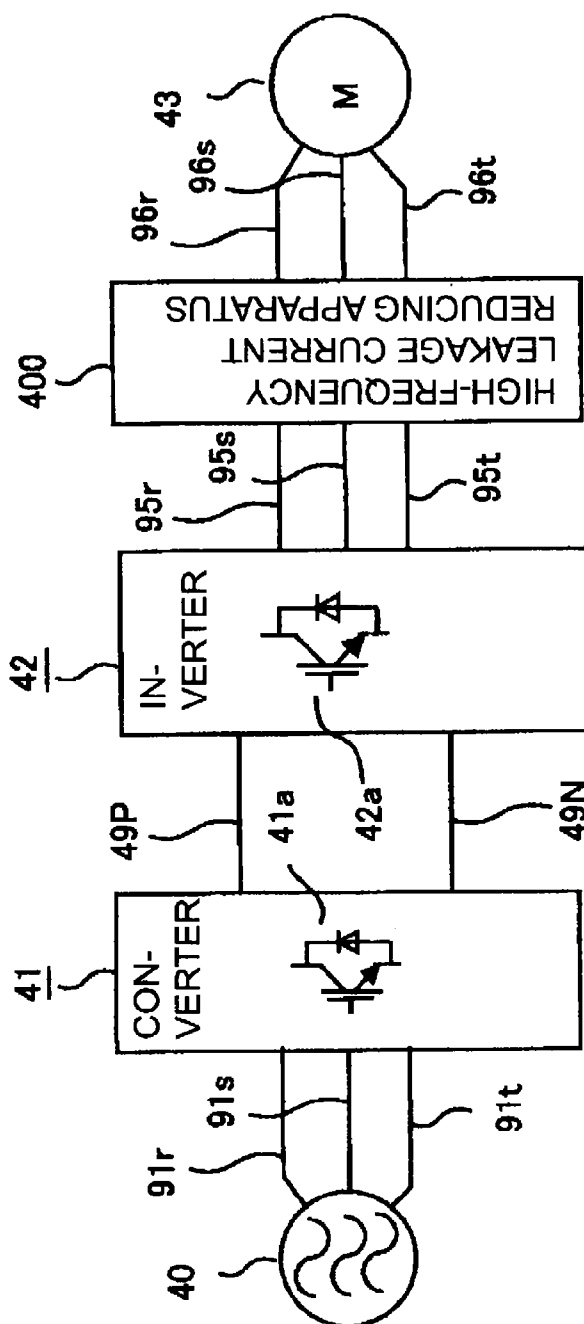 40
91r
91s
91t
41
CON-
VERTER
41a
49P
49N
42
IN-
VERTER
42a
95r
95s
95t
400
HIGH-FREQUENCY
LEAKAGE CURRENT
REDUCING APPARATUS
96r
96s
96t
43
M